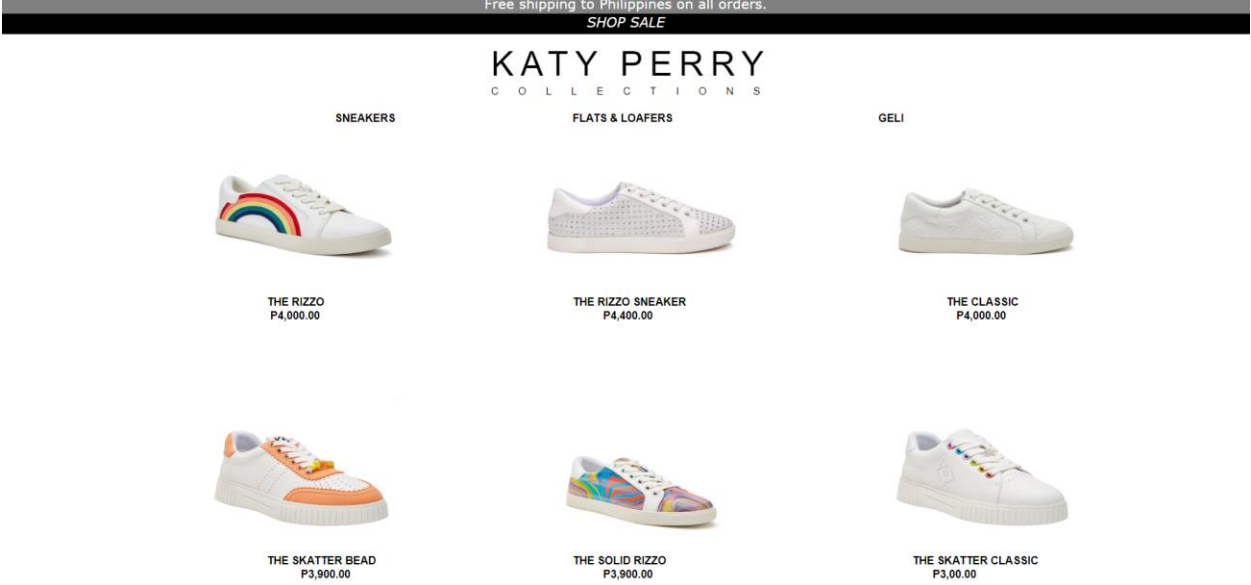 Free shipping to Philippines on all orders.
SHOP SALE
KATY PERRY
COLLECTIONS
SNEAKERS FLATS & LOAFERS GELI
THE RIZZO THE RIZZO SNEAKER THE CLASSIC
P4,000.00 P4,400.00 P4,000.00
THE SKATTER BEAD THE SOLID RIZZO THE SKATTER CLASSIC
P3,900.00 P3,900.00 P3,00.00